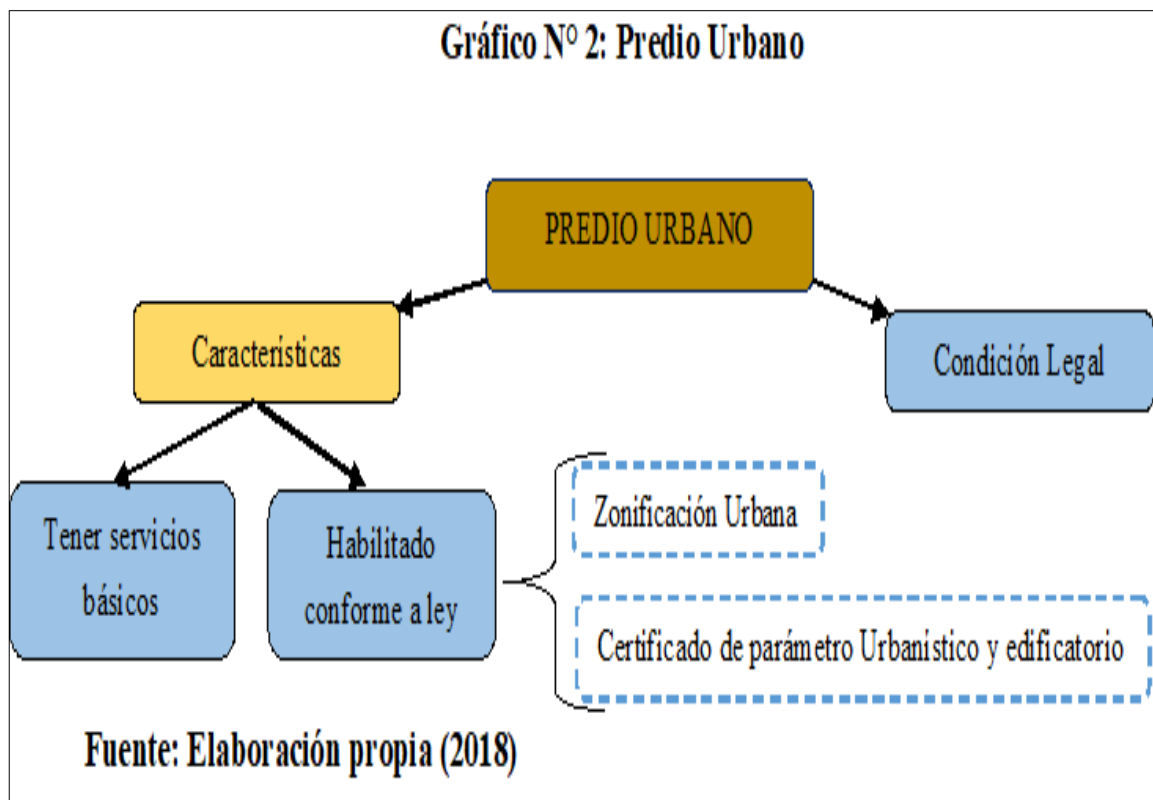 Gráfico N° 2: Predio Urbano
PREDIO URBANO
Características
Condición Legal
Tener servicios
básicos
Habilitado
conforme a ley
Zonificación Urbana
Certificado de parámetro Urbanístico y edificatorio
Fuente: Elaboración propia (2018)